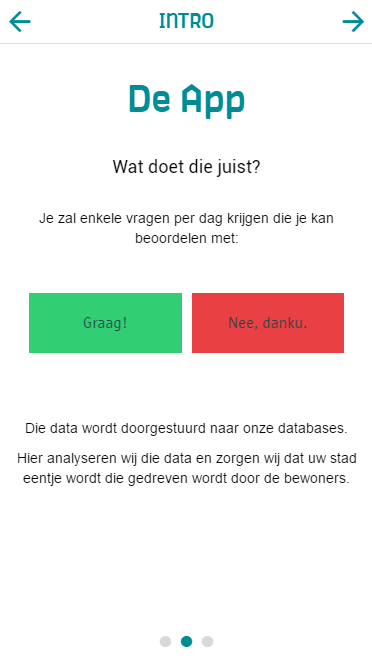 INTRO
De App
Wat doet die juist?
Je zal enkele vragen per dag krijgen die je kan
beoordelen met:
Graag!
Nee, danku.
Die data wordt doorgestuurd naar onze databases.
Hier analyseren wij die data en zorgen wij dat uw stad
eentje wordt die gedreven wordt door de bewoners.